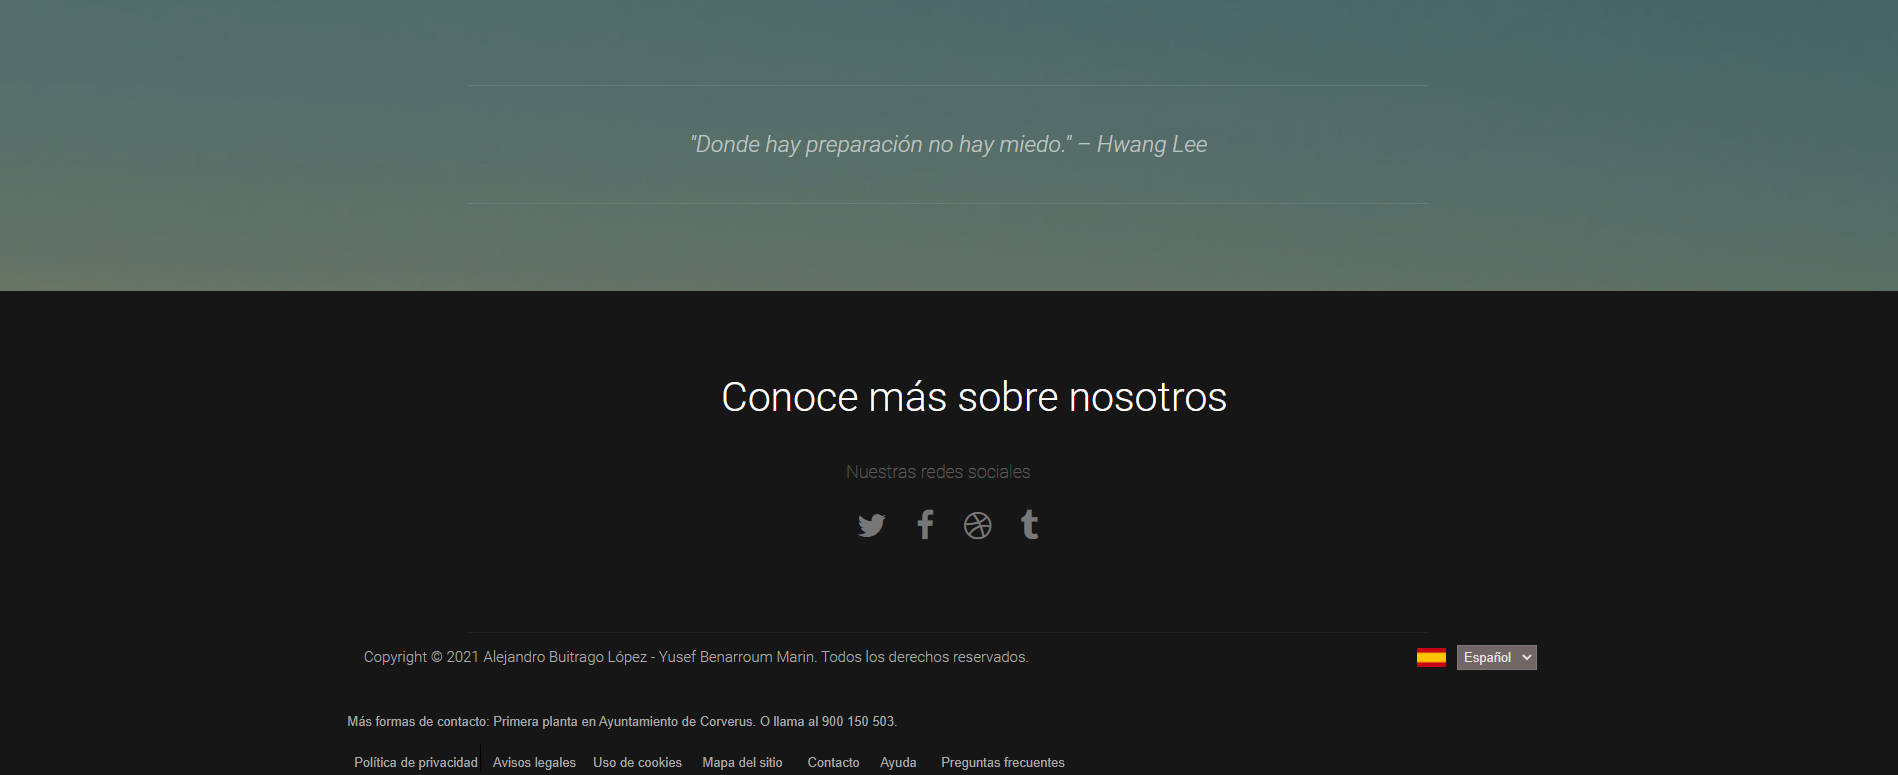 "Donde hay preparación no hay miedo." – Hwang Lee
Conoce más sobre nosotros
Nuestras redes sociales
Copyright © 2021 Alejandro Buitrago López - Yusef Benarroum Marin. Todos los derechos reservados.
Español
Más formas de contacto: Primera planta en Ayuntamiento de Corverus. O llama al 900 150 503.
Política de privacidad Avisos legales Uso de cookies Mapa del sitio Contacto Ayuda Preguntas frecuentes